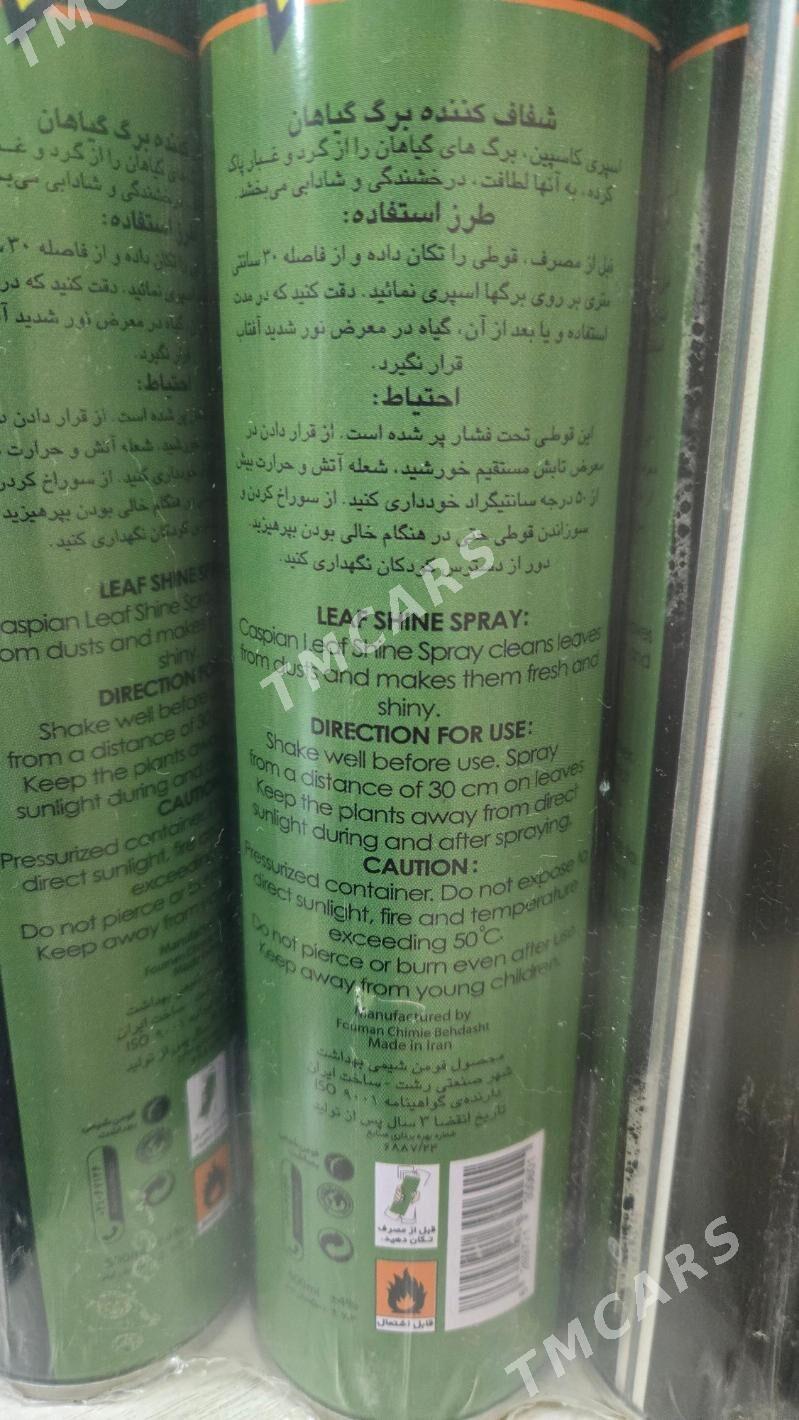 شفاف کننده برگ گیاهان
اسپری کاسپین، برگ های گیاهان را از گرد و غبار پاک
کرده، به آنها لطافت، درخشندگی و شادابی می‌بخشد.
طرز استفاده:
قبل از مصرف، قوطی را تکان داده و از فاصله ۳۰ سانتی
متری بر روی برگها اسپری نمائید. دقت کنید که در مدت
استفاده و یا بعد از آن، گیاه در معرض نور شدید آفتاب
قرار نگیرد.
احتیاط:
این قوطی تحت فشار پر شده است. از قرار دادن در
معرض تابش مستقیم خورشید، شعله آتش و حرارت بیش
از ۵۰ درجه سانتیگراد خودداری کنید. از سوراخ کردن و
سوزاندن قوطی حتی در هنگام خالی بودن بپرهیزید.
دور از دسترس کودکان نگهداری کنید.
LEAF SHINE SPRAY:
Caspian Leaf Shine Spray cleans leaves
from dusts and makes them fresh and
shiny.
DIRECTION FOR USE:
Shake well before use. Spray
from a distance of 30 cm on leaves
Keep the plants away from direct
sunlight during and after spraying.
CAUTION:
Pressurized container. Do not expose to
direct sunlight, fire and temperature
exceeding 50°C.
Do not pierce or burn even after use
Keep away from young children.
Manufactured by
Fouman Chimie Behdasht
Made in Iran
محصول فومن شیمی بهداشت
شهر صنعتی رشت - ساخت ایران
دارنده‌ی گواهینامه ISO ۹۰۰۱
تاریخ انقضا ۳ سال پس از تولید
شماره بهره برداری صنایع
۶۸۸۷/۲۴
قبل از مصرف
تکان دهید.
قابل اشتعال
TMCARS
TMCARS
TMCARS